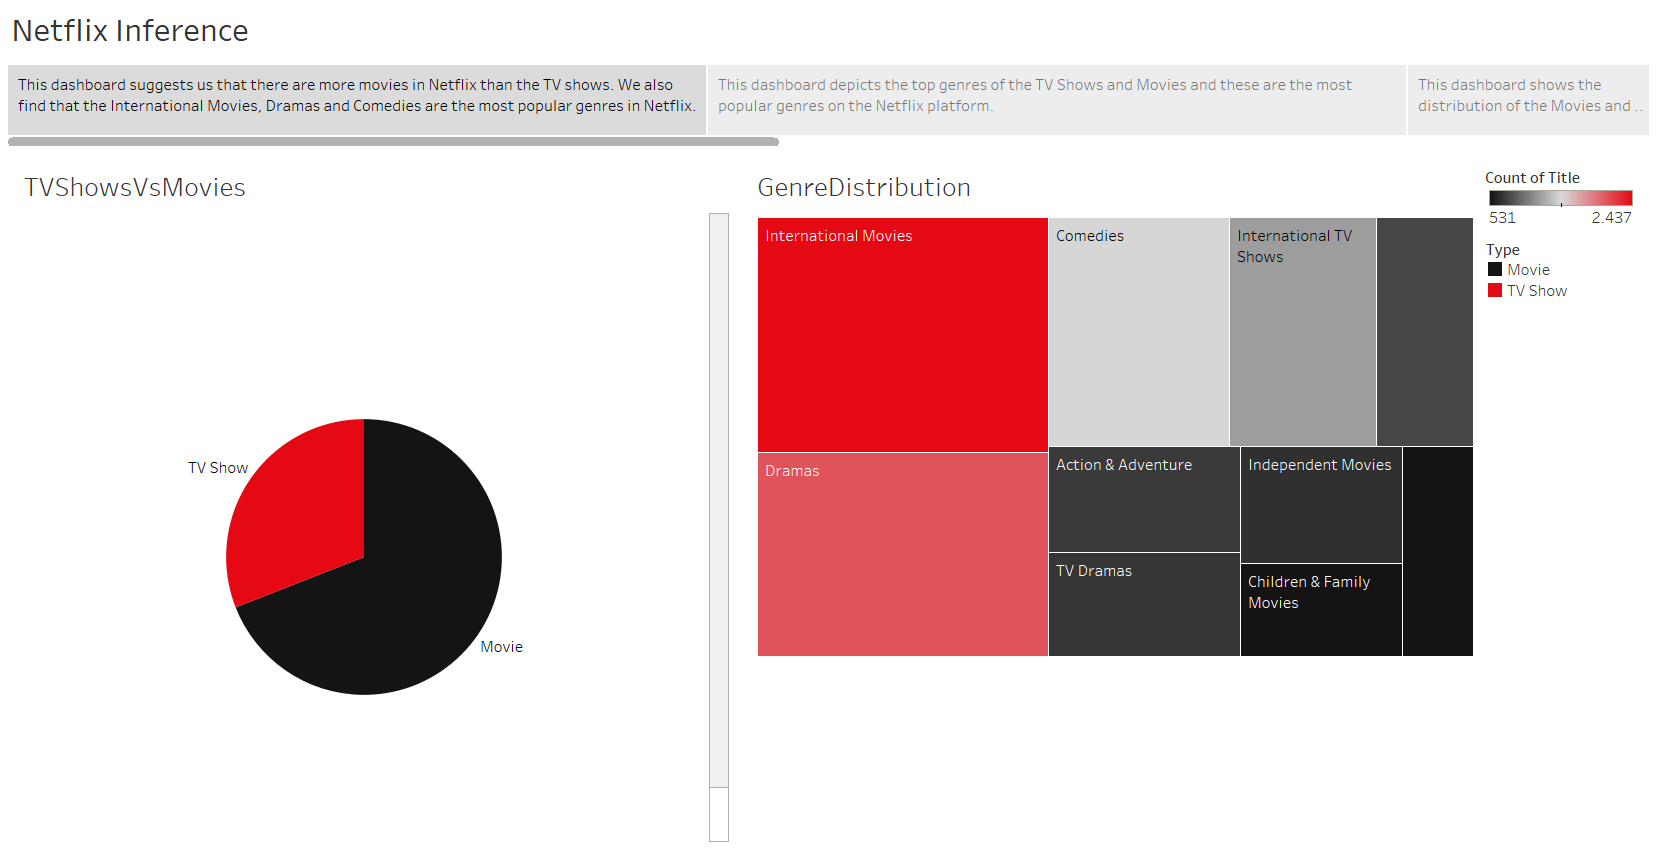 Netflix Inference
This dashboard suggests us that there are more movies in Netflix than the TV shows. We also
find that the International Movies, Dramas and Comedies are the most popular genres in Netflix.
This dashboard depicts the top genres of the TV Shows and Movies and these are the most
popular genres on the Netflix platform.
This dashboard shows the
distribution of the Movies and ..
TVShowsVsMovies
TV Show
Movie
GenreDistribution
International Movies
Comedies
International TV
Shows
Dramas
Action & Adventure
Independent Movies
TV Dramas
Children & Family
Movies
Count of Title
531 2.437
Type
Movie
TV Show